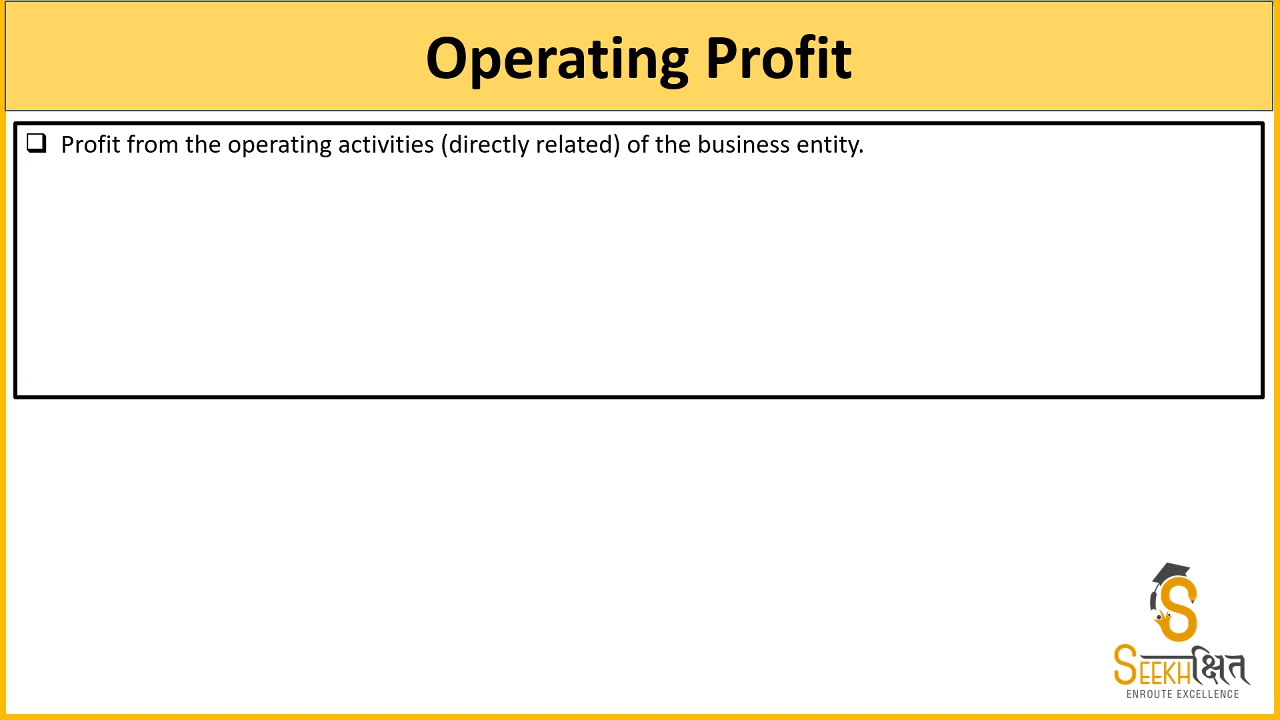 Operating Profit
❑ Profit from the operating activities (directly related) of the business entity.
SEEKHक्षित
ENROUTE EXCELLENCE